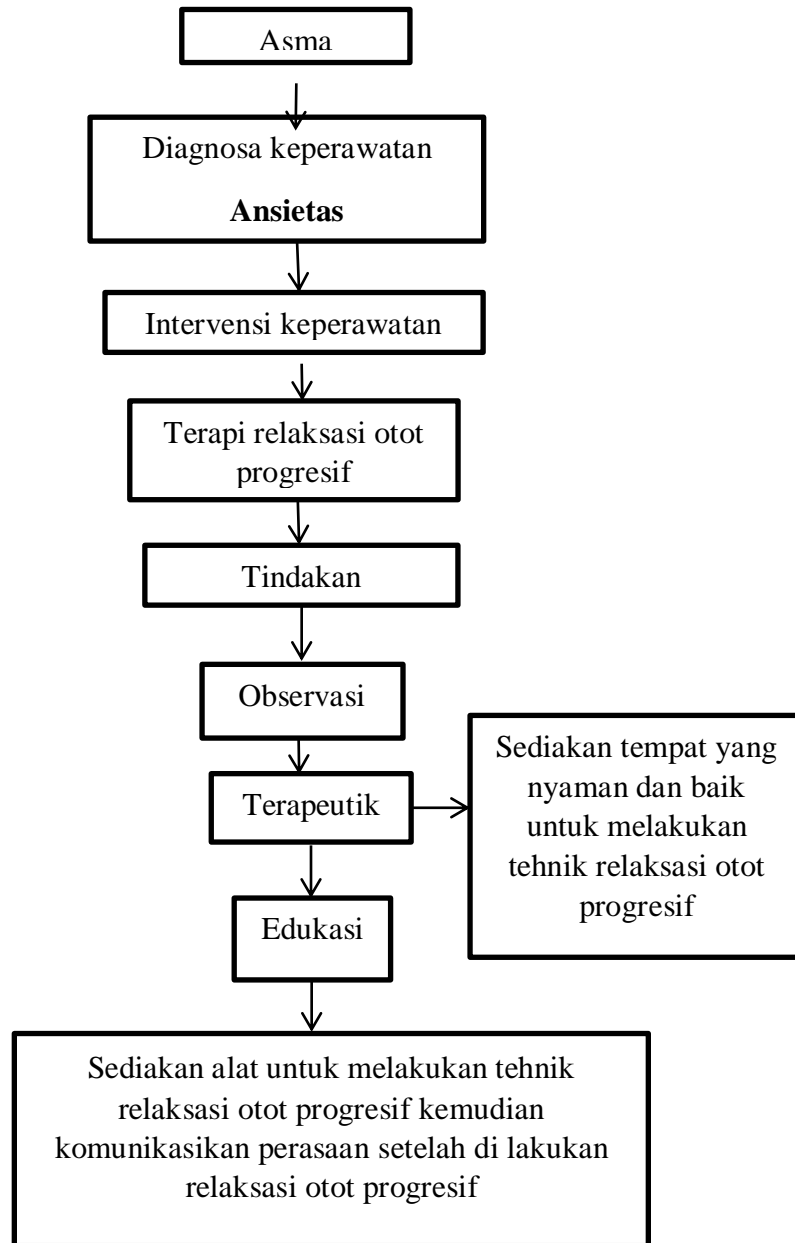 Asma
Diagnosa keperawatan
Ansietas
Intervensi keperawatan
Terapi relaksasi otot
progresif
Tindakan
Observasi
Terapeutik
Sediakan tempat yang
nyaman dan baik
untuk melakukan
tehnik relaksasi otot
progresif
Edukasi
Sediakan alat untuk melakukan tehnik
relaksasi otot progresif kemudian
komunikasikan perasaan setelah di lakukan
relaksasi otot progresif